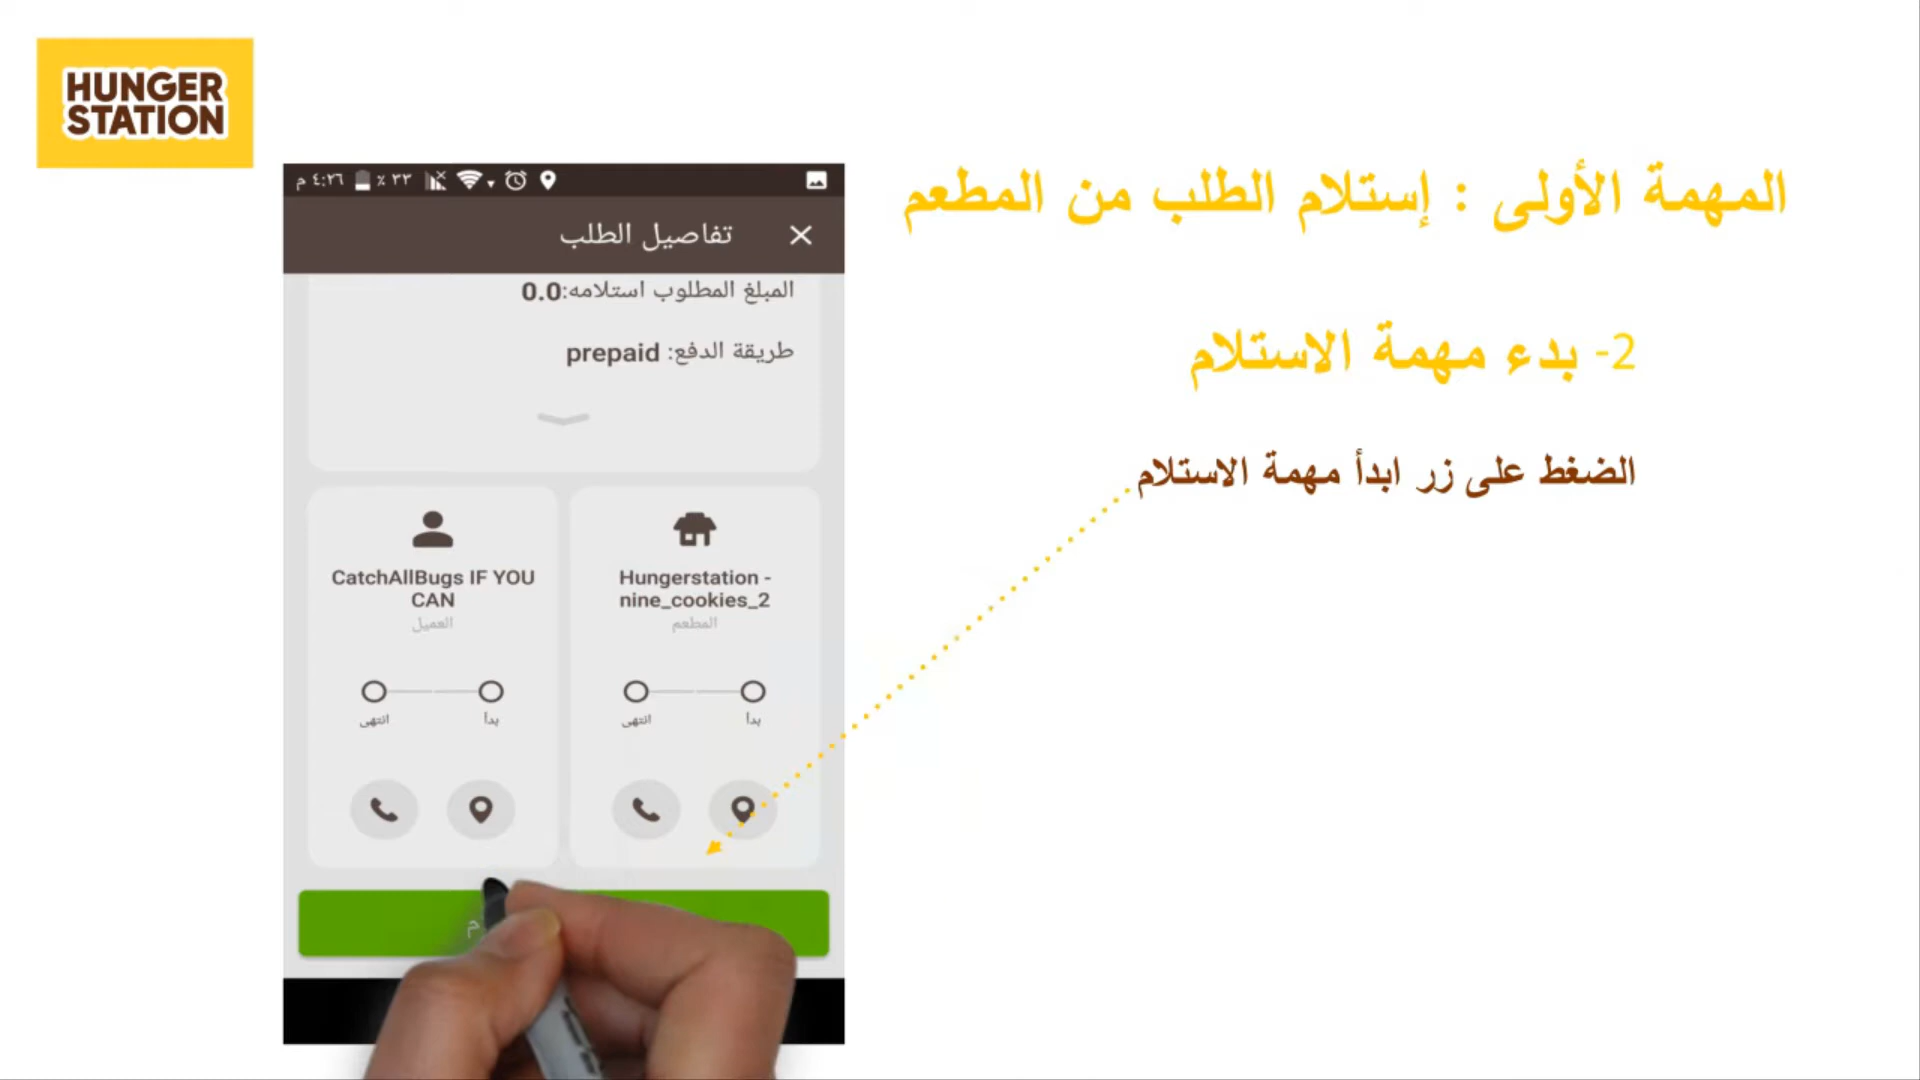 HUNGER
STATION
المهمة الأولى : إستلام الطلب من المطعم
2- بدء مهمة الاستلام
الضغط على زر ابدأ مهمة الاستلام
٤:٢٦ م
٣٣ ٪
تفاصيل الطلب
المبلغ المطلوب استلامه:0.0
طريقة الدفع: prepaid
Hungerstation -
nine_cookies_2
المطعم
بدأ
انتهى
CatchAllBugs IF YOU
CAN
العميل
بدأ
انتهى